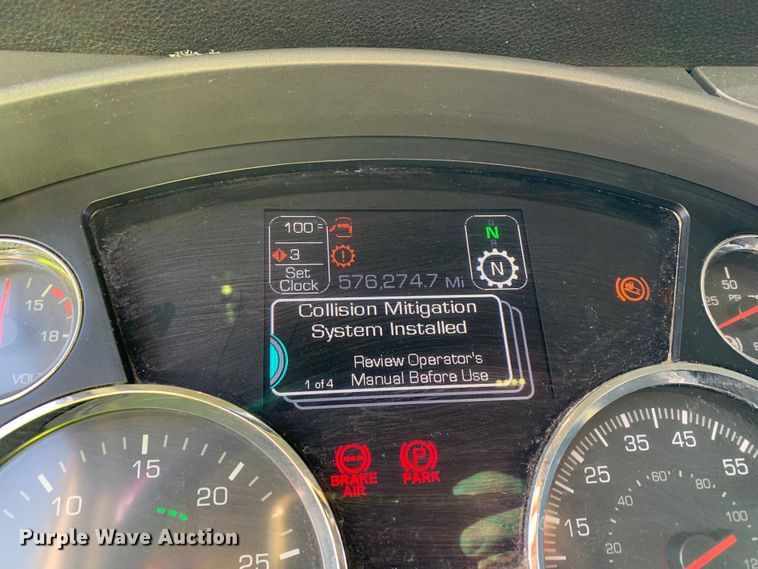 100F
3
Set
Clock
576,274.7 Mi
D
N
R
N
Collision Mitigation
System Installed
Review Operator's
1 of 4 Manual Before Use
15
18
VOL
50
25
PSI
10
15
20
25
BRAKE
AIR
P
PARK
15
25
35
45
55
20
40
60
80
100
120
Purple Wave Auction